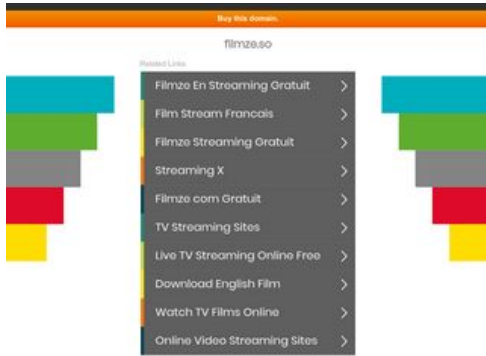 Buy this domain.
filmze.so
Related Links
Filmze En Streaming Gratuit
Film Stream Francais
Filmze Streaming Gratuit
Streaming X
Filmze com Gratuit
TV Streaming Sites
Live TV Streaming Online Free
Download English Film
Watch TV Films Online
Online Video Streaming Sites